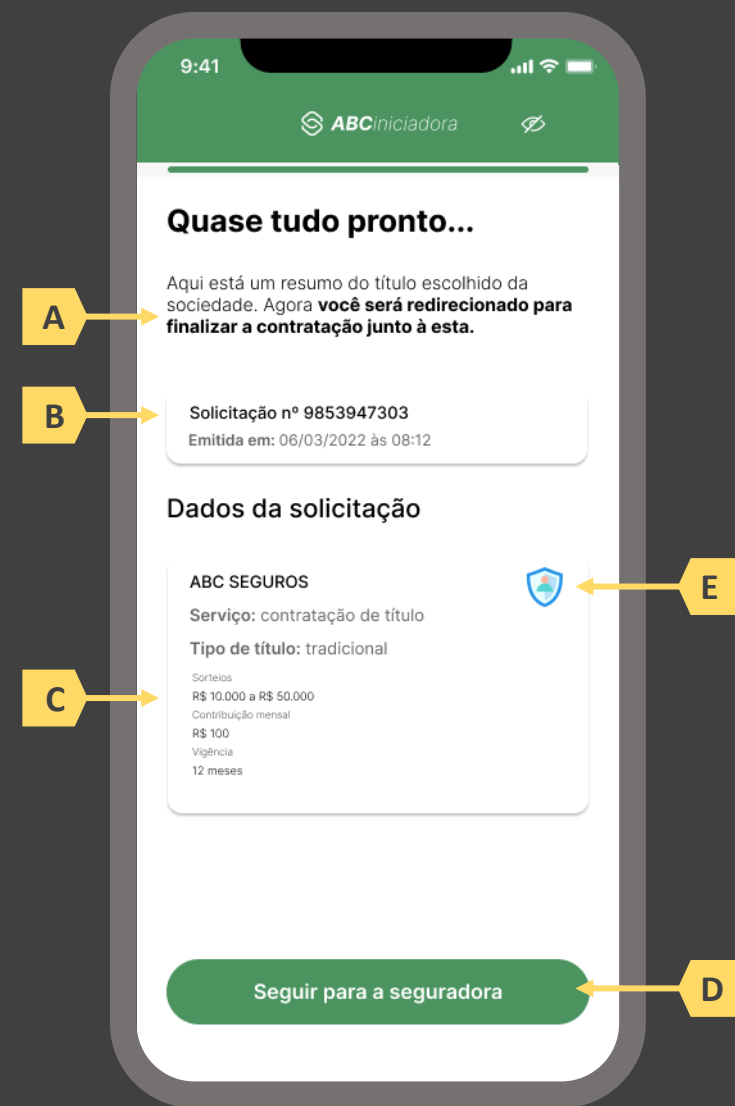 9:41
ABCiniciadora
Quase tudo pronto...
Aqui está um resumo do título escolhido da
sociedade. Agora você será redirecionado para
finalizar a contratação junto à esta.
A
Solicitação nº 9853947303
Emitida em: 06/03/2022 às 08:12
B
Dados da solicitação
ABC SEGUROS
E
Serviço: contratação de título
Tipo de título: tradicional
Sorteios
R$ 10.000 a R$ 50.000
C
Contribuição mensal
R$ 100
Vigência
12 meses
Seguir para a seguradora
D